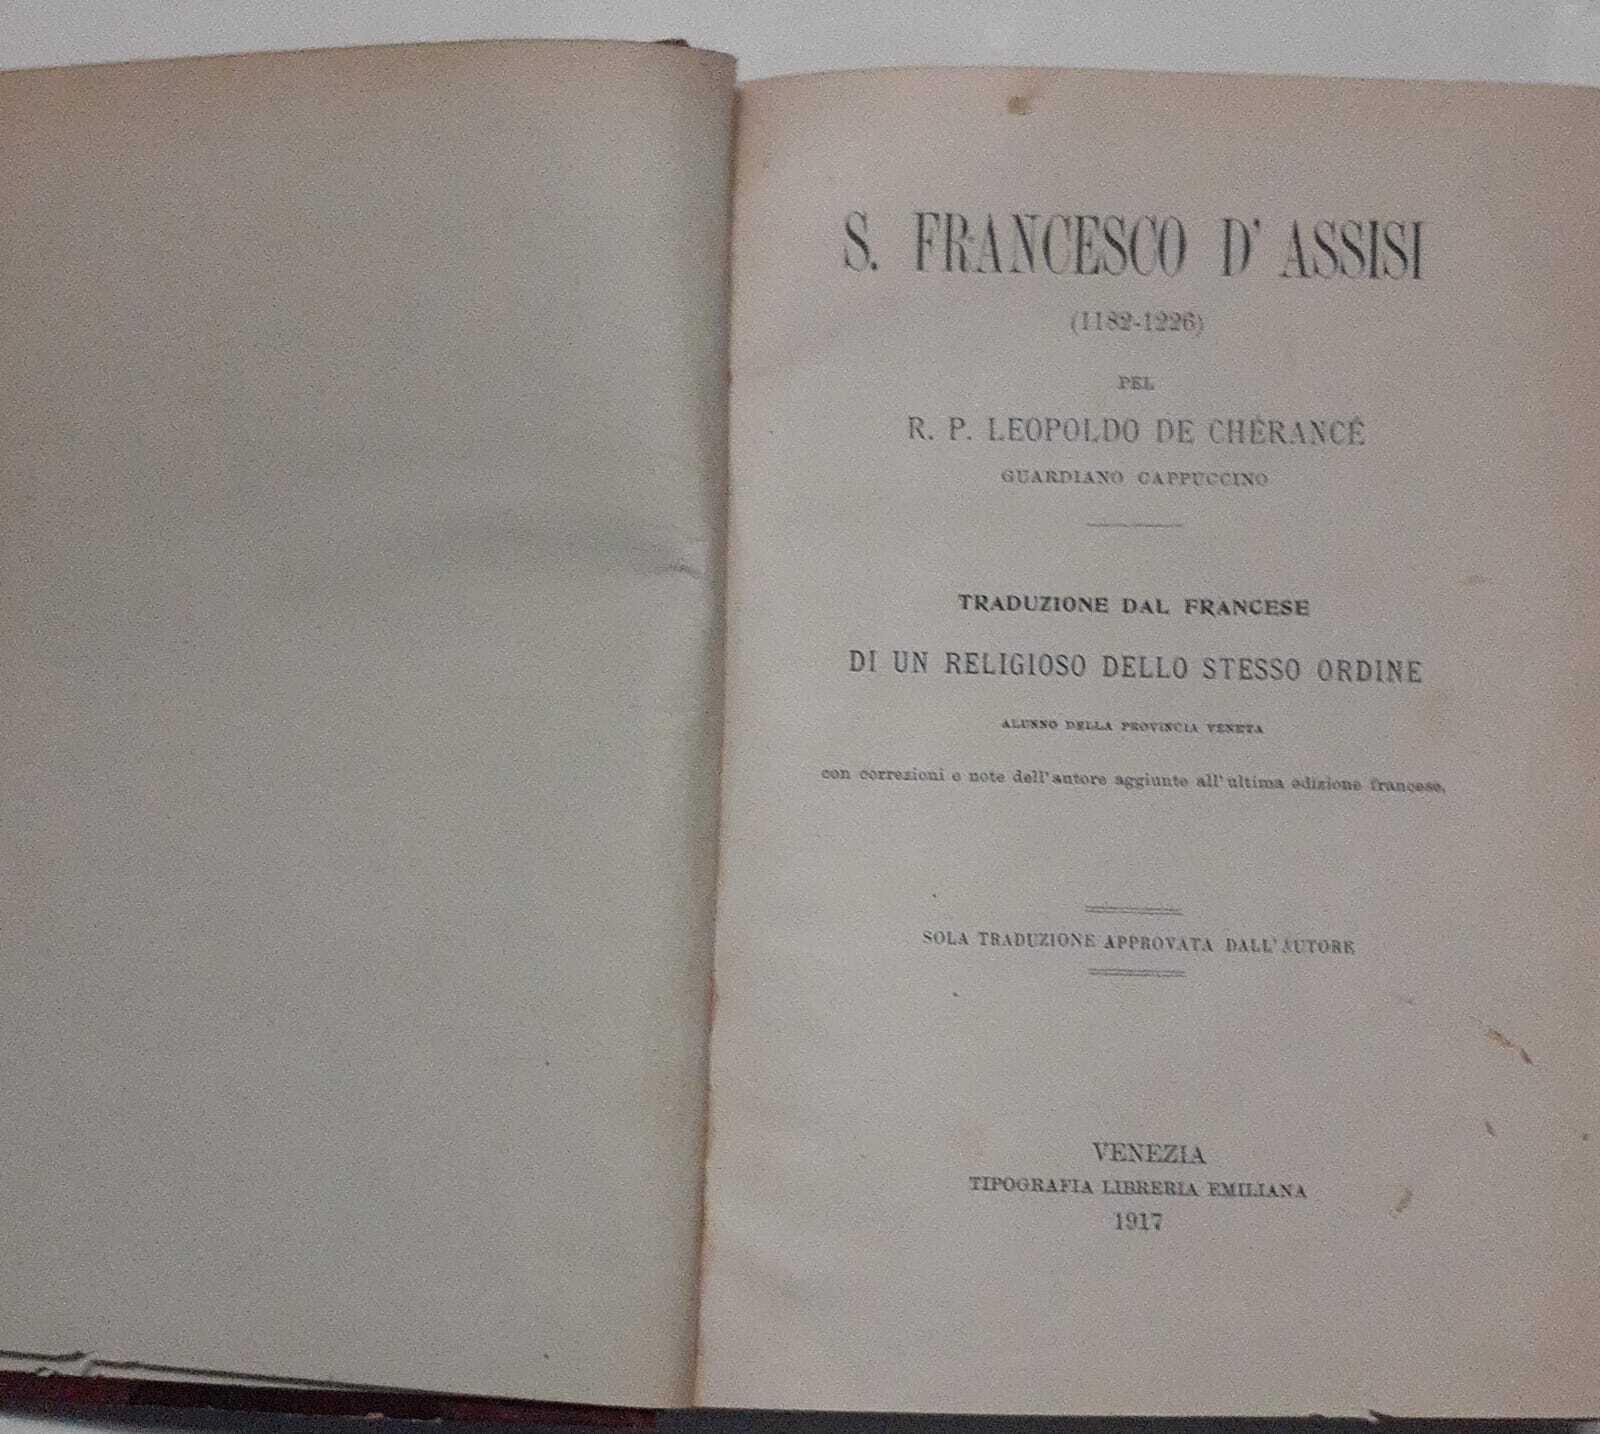 S. FRANCESCO D' ASSISI
(1182-1226)
PEL
R. P. LEOPOLDO DE CHÉRANCÉ
GUARDIANO CAPPUCCINO
TRADUZIONE DAL FRANCESE
DI UN RELIGIOSO DELLO STESSO ORDINE
ALUNNO DELLA PROVINCIA VENETA
con correzioni e note dell' autore aggiunte all' ultima edizione francese.
SOLA TRADUZIONE APPROVATA DALL' AUTORE
VENEZIA
TIPOGRAFIA LIBRERIA EMILIANA
1917